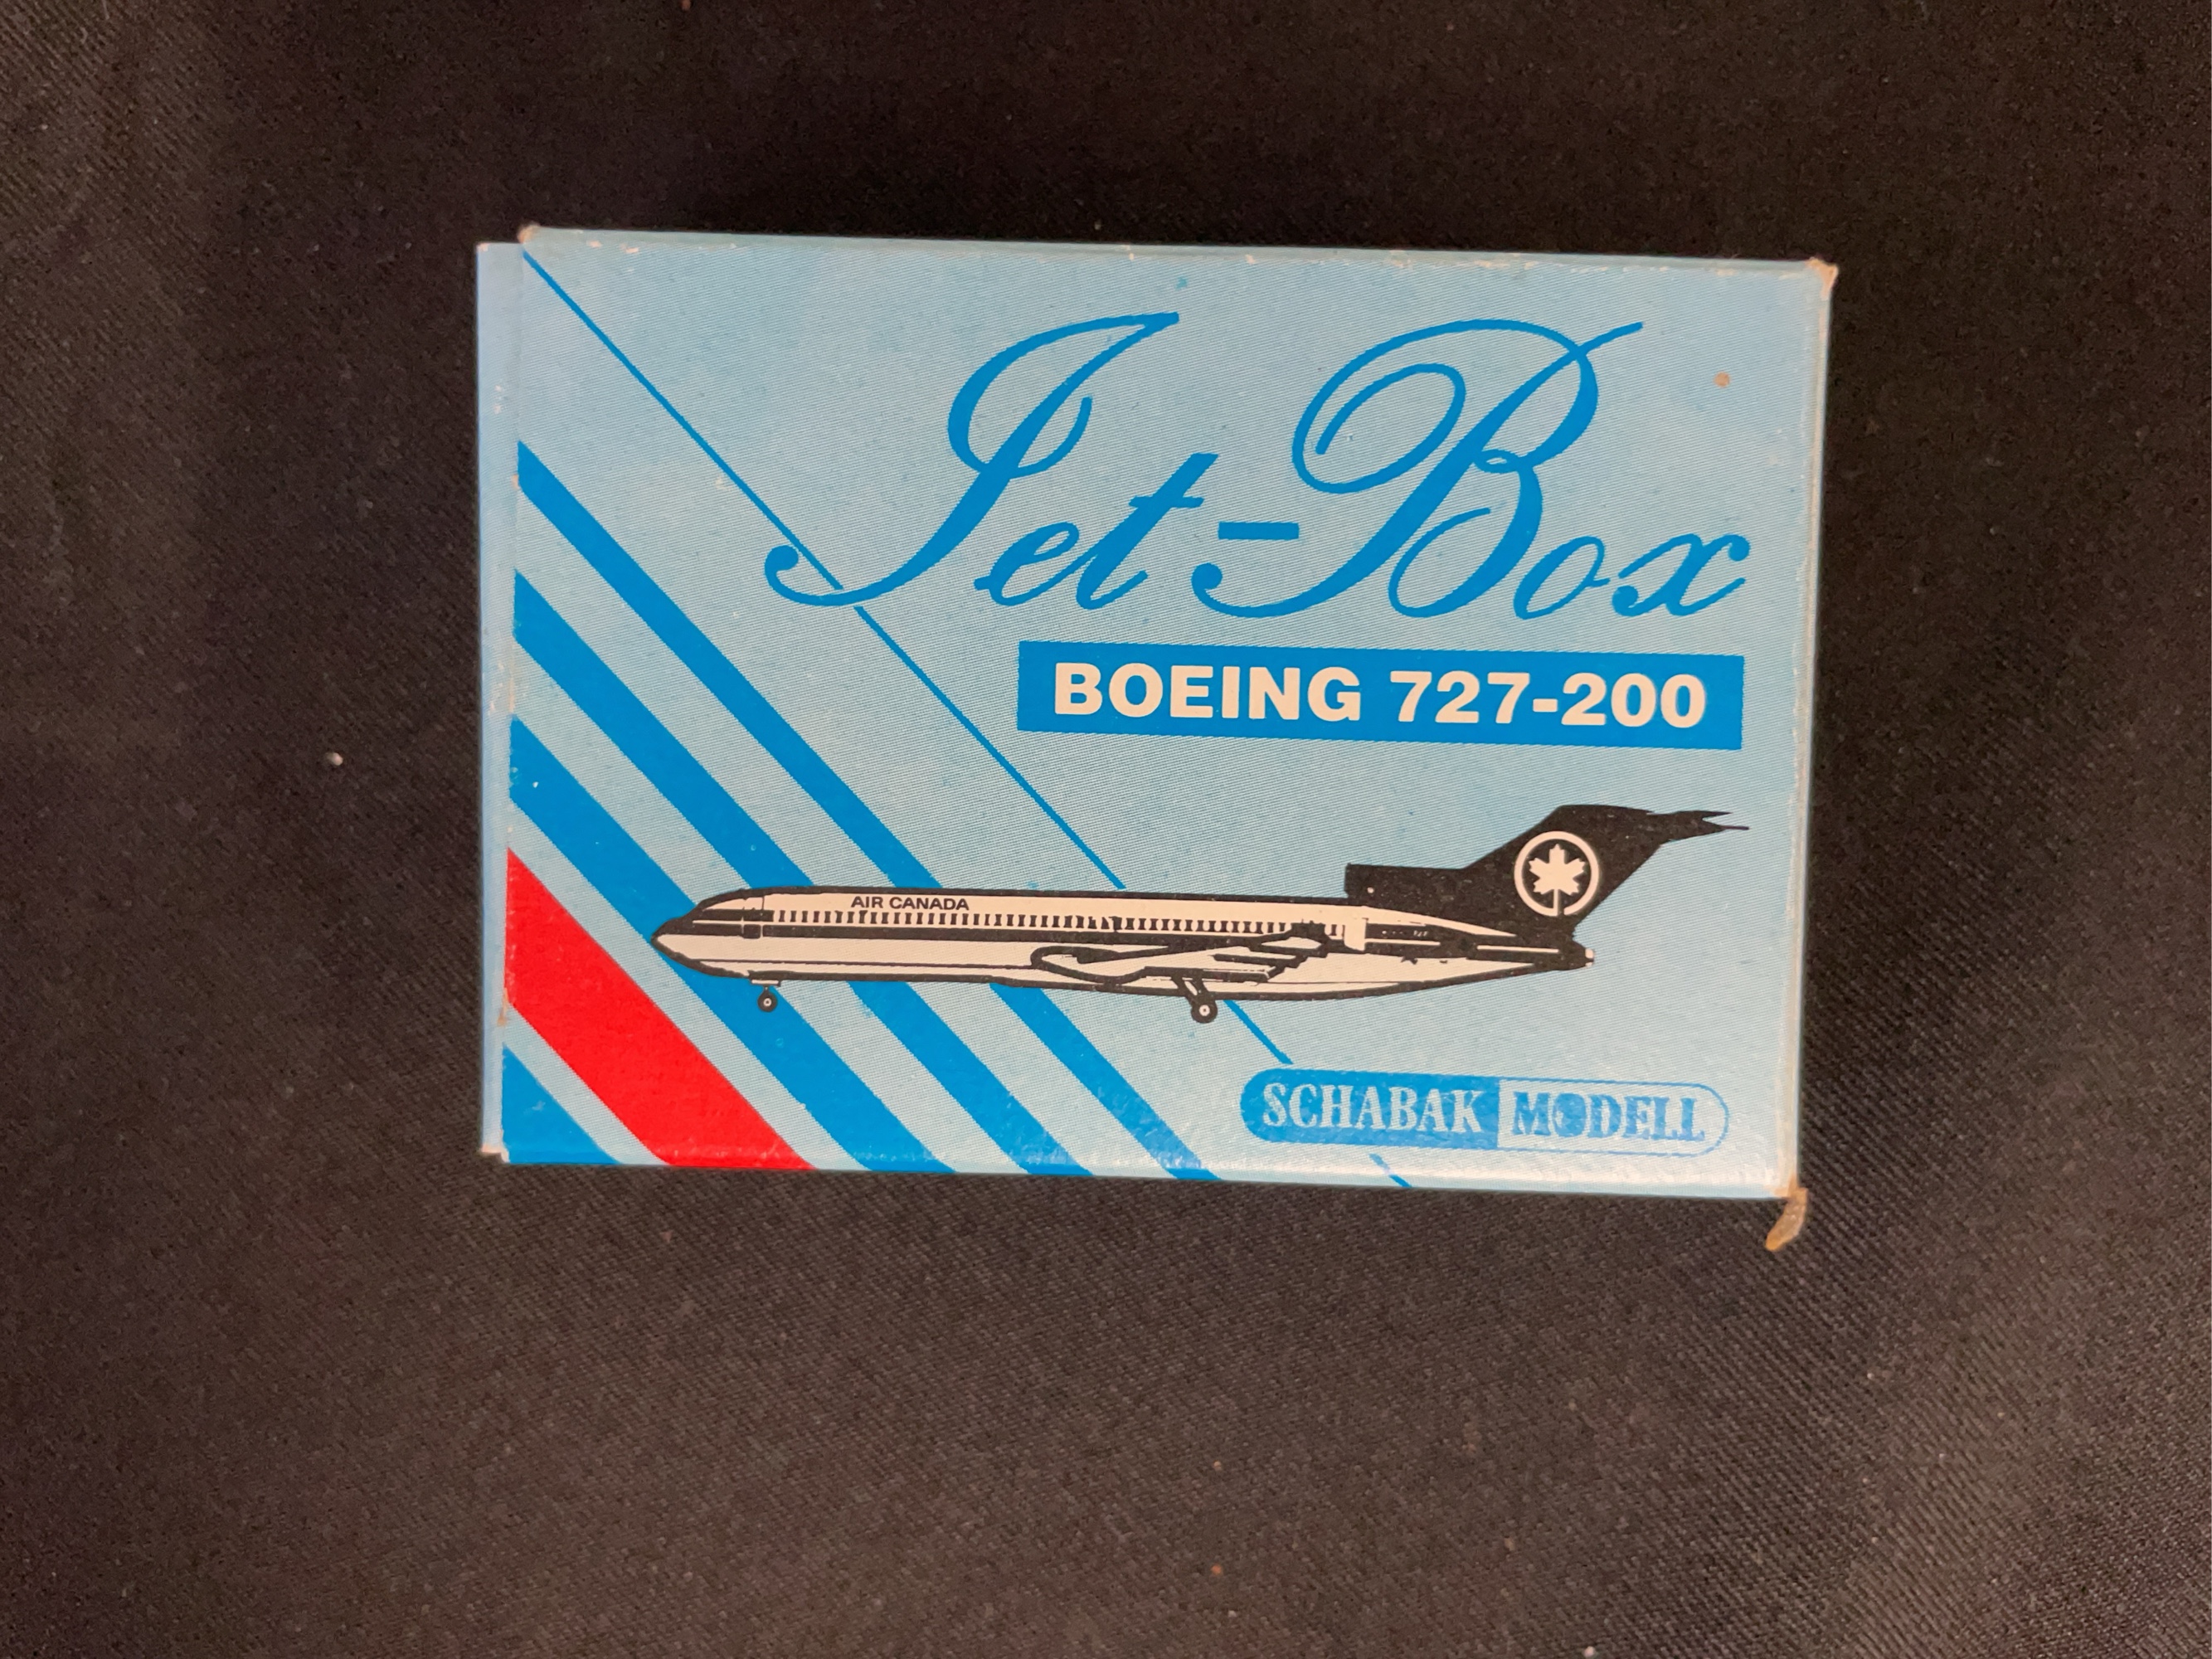 Jet-Box
BOEING 727-200
AIR CANADA
SCHABAK MODELL